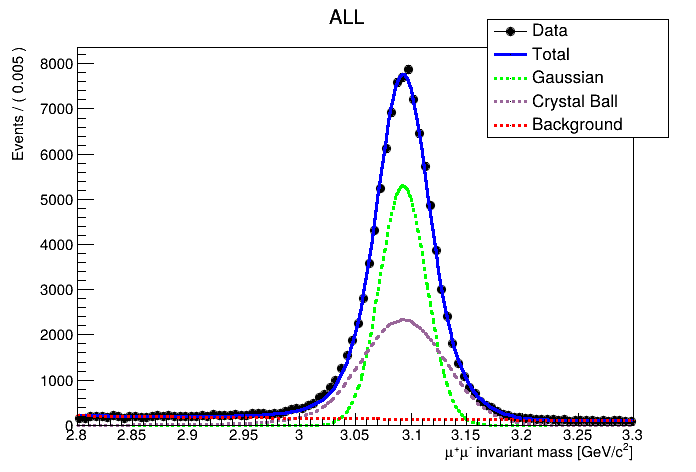 ALL
Data
Total
Gaussian
Crystal Ball
Background
Events / ( 0.005 )
8000
7000
6000
5000
4000
3000
2000
1000
0
2.8 2.85 2.9 2.95 3 3.05 3.1 3.15 3.2 3.25 3.3
μ⁺μ⁻ invariant mass [GeV/c²]